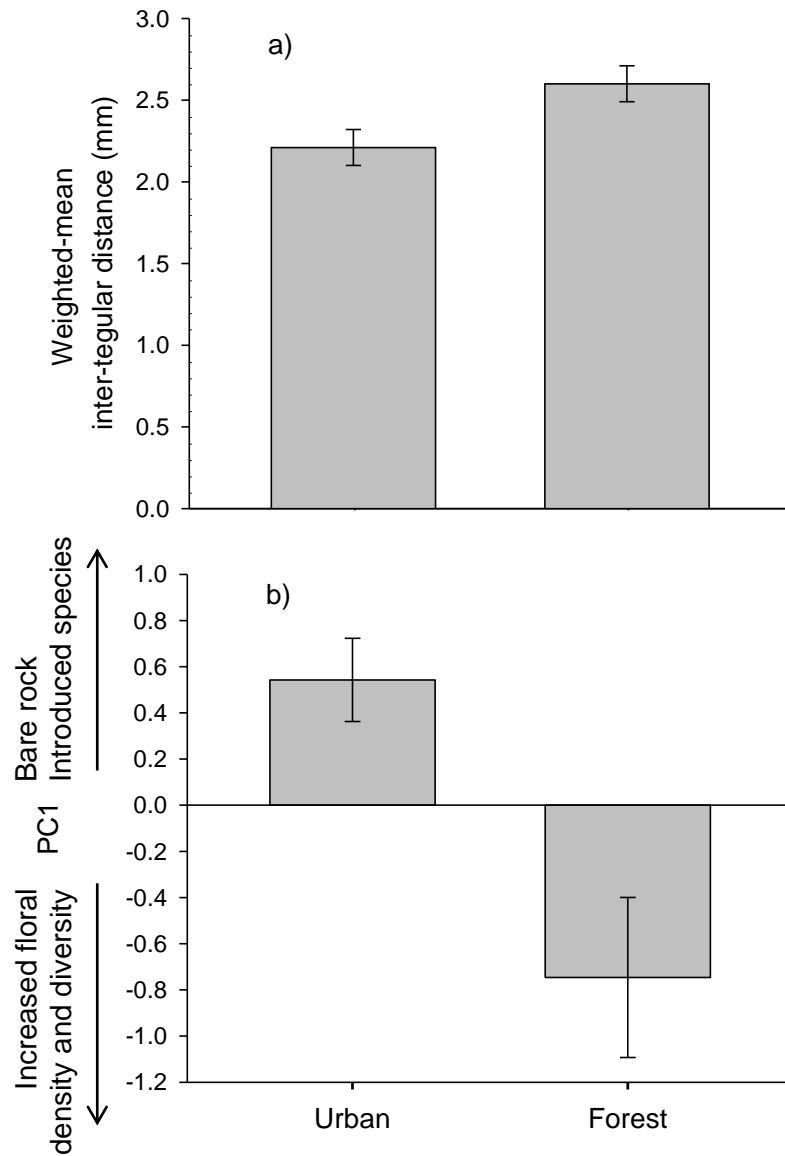 a)
Weighted-mean
inter-tegular distance (mm)
3.0
2.5
2.0
1.5
1.0
0.5
0.0
b)
Bare rock
Introduced species
PC1
Increased floral
density and diversity
1.0
0.8
0.6
0.4
0.2
0.0
-0.2
-0.4
-0.6
-0.8
-1.0
-1.2
Urban Forest